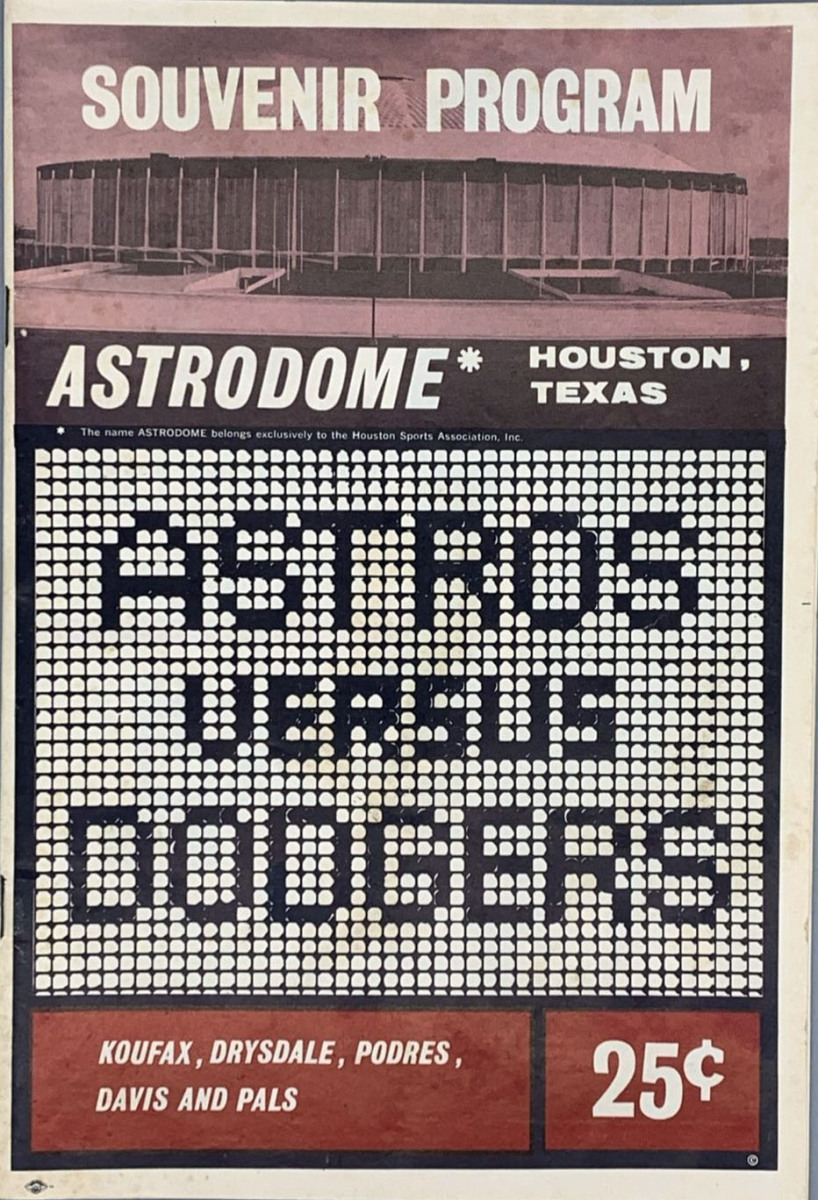 SOUVENIR PROGRAM
ASTRODOME* HOUSTON,
TEXAS
* The name ASTRODOME belongs exclusively to the Houston Sports Association, Inc.
ASTROS
VERSUS
DODGERS
KOUFAX, DRYSDALE, PODRES,
DAVIS AND PALS
25¢
©